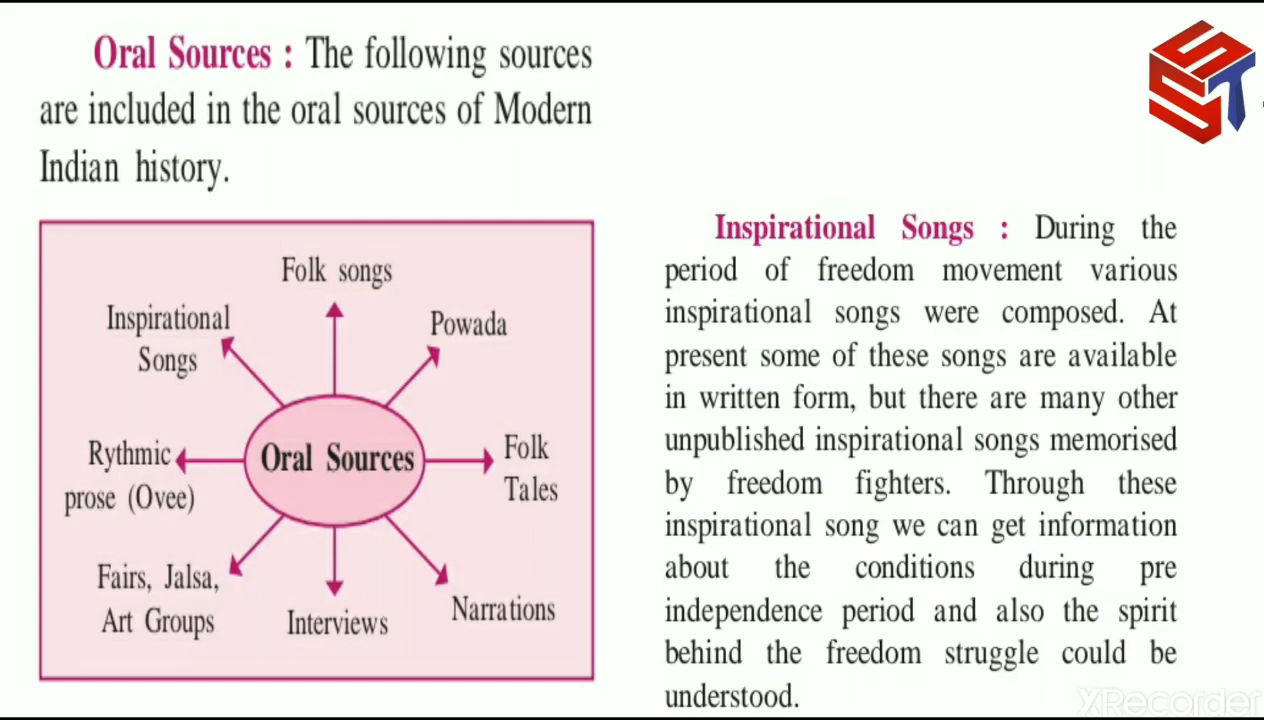 Oral Sources : The following sources
are included in the oral sources of Modern
Indian history.
Folk songs
Inspirational
Songs
Powada
Rythmic
prose (Ovee)
Oral Sources
Folk
Tales
Fairs, Jalsa,
Art Groups
Interviews
Narrations
Inspirational Songs : During the
period of freedom movement various
inspirational songs were composed. At
present some of these songs are available
in written form, but there are many other
unpublished inspirational songs memorised
by freedom fighters. Through these
inspirational song we can get information
about the conditions during pre
independence period and also the spirit
behind the freedom struggle could be
understood.
SST
XRecorder